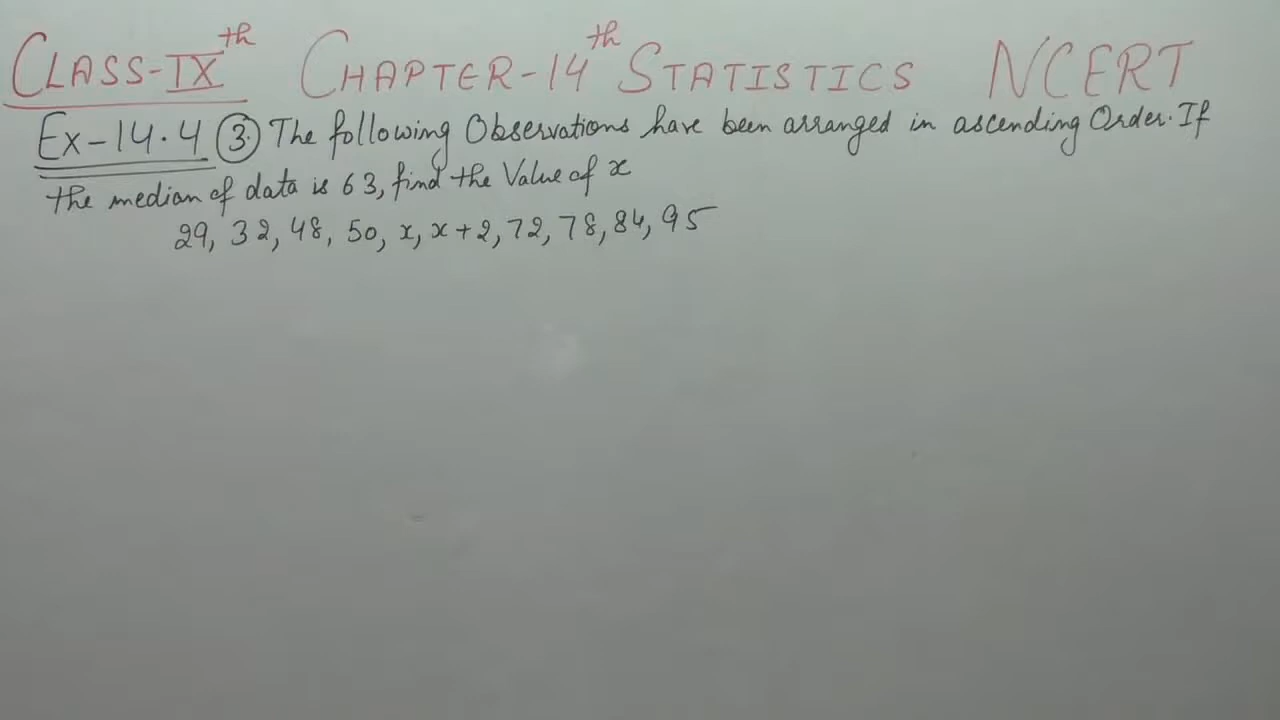 CLASS-IXth CHAPTER-14th STATISTICS NCERT
Ex-14.4 ③. The following Observations have been arranged in ascending Order. If
the median of data is 63, find the Value of x
29, 32, 48, 50, x, x+2, 72, 78, 84, 95